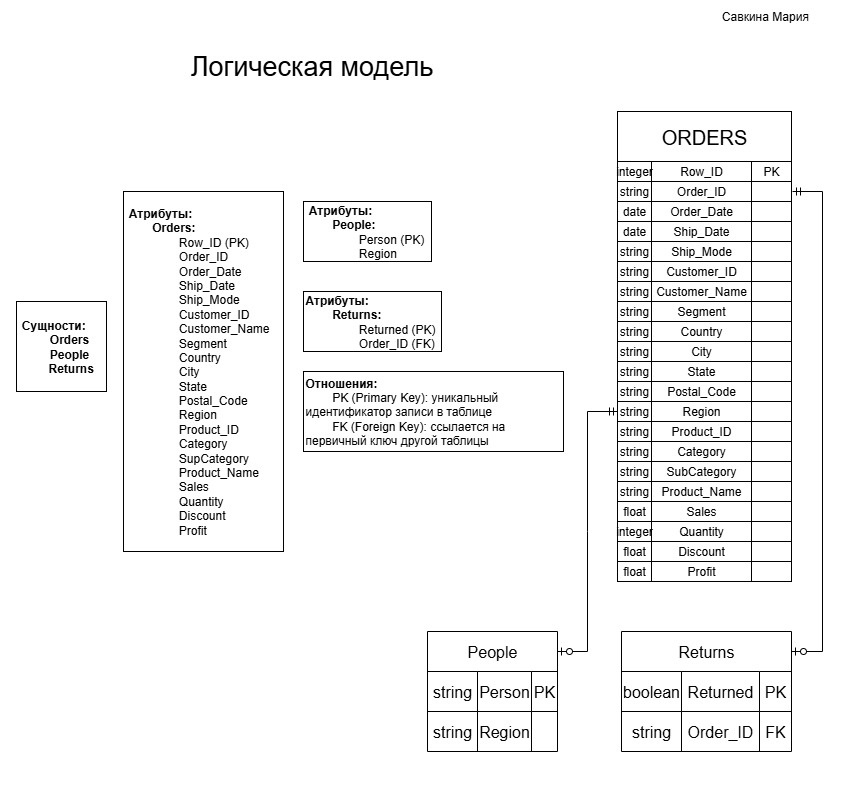 Савкина Мария
Логическая модель
Сущности:
Orders
People
Returns
Атрибуты:
Orders:
Row_ID (PK)
Order_ID
Order_Date
Ship_Date
Ship_Mode
Customer_ID
Customer_Name
Segment
Country
City
State
Postal_Code
Region
Product_ID
Category
SupCategory
Product_Name
Sales
Quantity
Discount
Profit
Атрибуты:
People:
Person (PK)
Region
Атрибуты:
Returns:
Returned (PK)
Order_ID (FK)
Отношения:
PK (Primary Key): уникальный
идентификатор записи в таблице
FK (Foreign Key): ссылается на
первичный ключ другой таблицы
ORDERS
integer Row_ID PK
string Order_ID
date Order_Date
date Ship_Date
string Ship_Mode
string Customer_ID
string Customer_Name
string Segment
string Country
string City
string State
string Postal_Code
string Region
string Product_ID
string Category
string SubCategory
string Product_Name
float Sales
integer Quantity
float Discount
float Profit
People
string Person PK
string Region
Returns
boolean Returned PK
string Order_ID FK